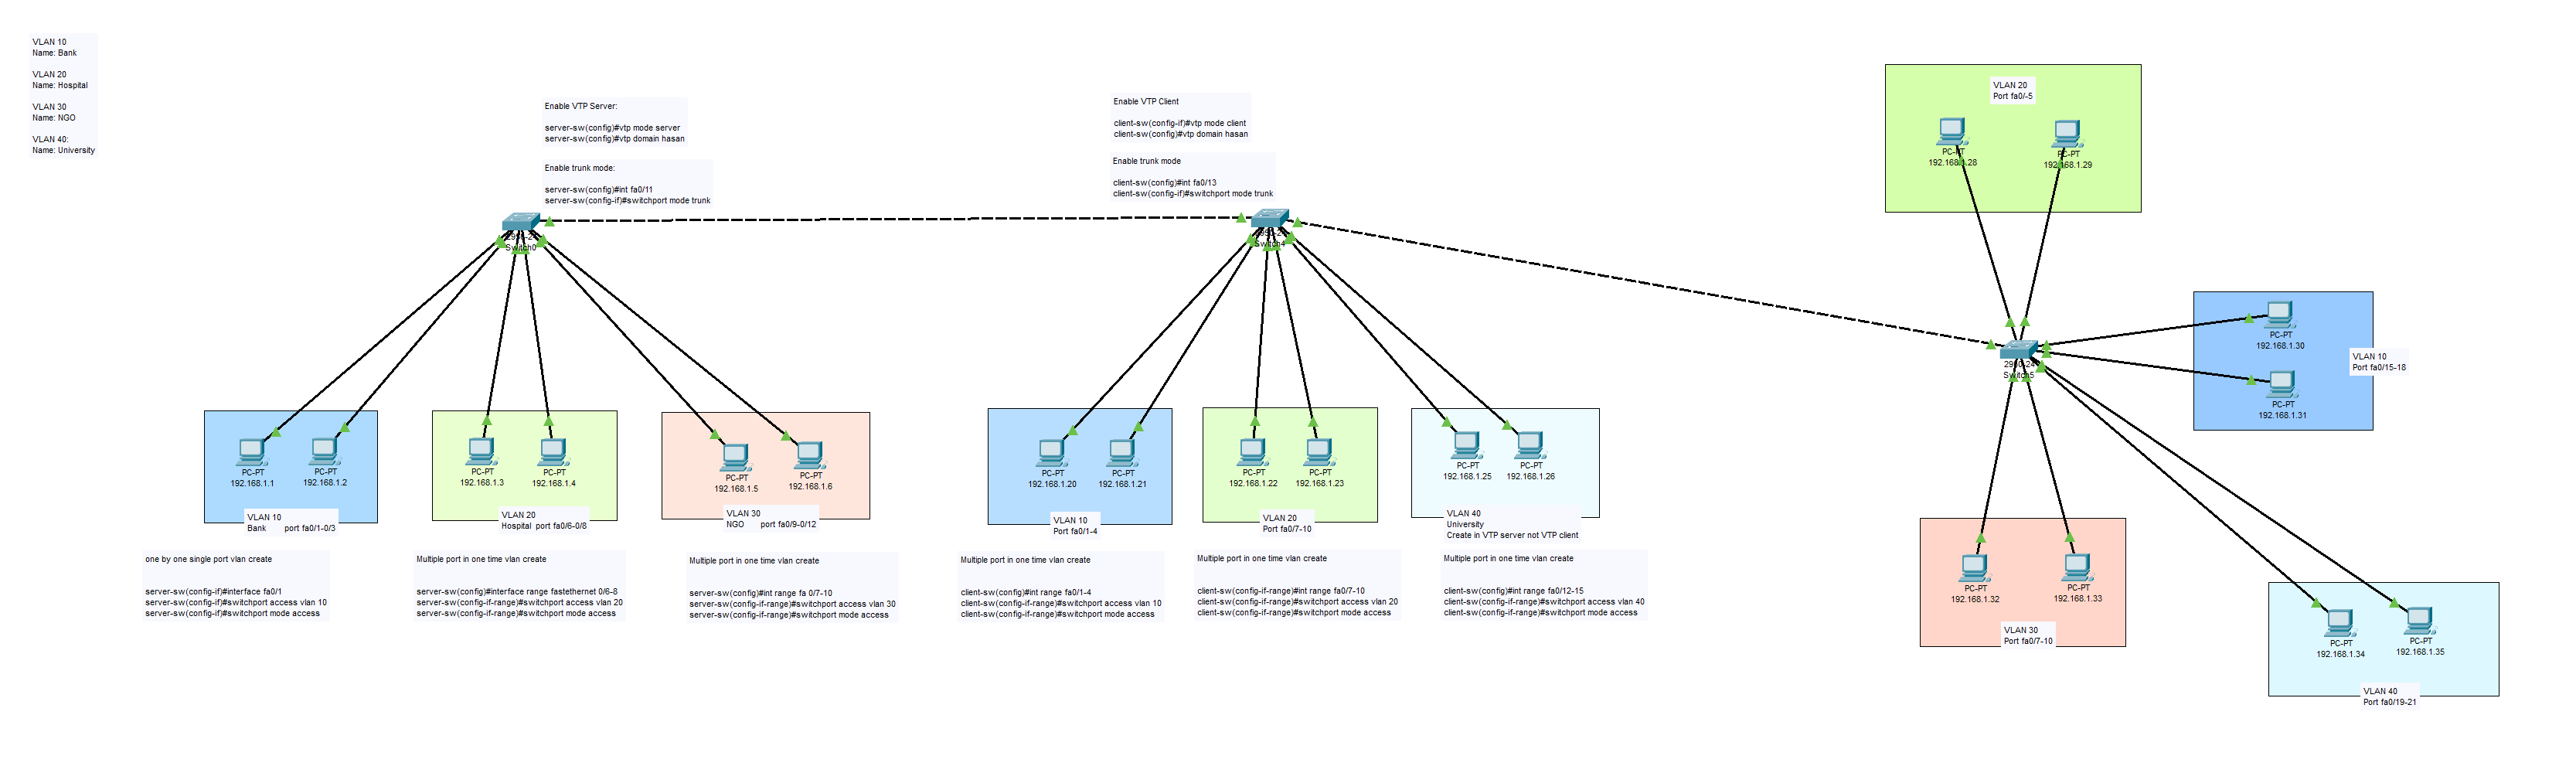 VLAN 10
Name: Bank
VLAN 20
Name: Hospital
VLAN 30
Name: NGO
VLAN 40:
Name: University
Enable VTP Server:
server-sw(config)#vtp mode server
server-sw(config)#vtp domain hasan
Enable trunk mode:
server-sw(config)#int fa0/11
server-sw(config-if)#switchport mode trunk
Switch0
Enable VTP Client
client-sw(config-if)#vtp mode client
client-sw(config)#vtp domain hasan
Enable trunk mode
client-sw(config)#int fa0/13
client-sw(config-if)#switchport mode trunk
Switch4
VLAN 20
Port fa0/-5
PC-PT
192.168.1.28
PC-PT
192.168.1.29
Switch5
PC-PT
192.168.1.30
PC-PT
192.168.1.31
VLAN 10
Port fa0/15-18
PC-PT
192.168.1.1
PC-PT
192.168.1.2
VLAN 10
Bank port fa0/1-0/3
PC-PT
192.168.1.3
PC-PT
192.168.1.4
VLAN 20
Hospital port fa0/6-0/8
PC-PT
192.168.1.5
PC-PT
192.168.1.6
VLAN 30
NGO port fa0/9-0/12
PC-PT
192.168.1.20
PC-PT
192.168.1.21
VLAN 10
Port fa0/1-4
PC-PT
192.168.1.22
PC-PT
192.168.1.23
VLAN 20
Port fa0/7-10
PC-PT
192.168.1.25
PC-PT
192.168.1.26
VLAN 40
University
Create in VTP server not VTP client
one by one single port vlan create
server-sw(config-if)#interface fa0/1
server-sw(config-if)#switchport access vlan 10
server-sw(config-if)#switchport mode access
Multiple port in one time vlan create
server-sw(config)#interface range fastethernet 0/6-8
server-sw(config-if-range)#switchport access vlan 20
server-sw(config-if-range)#switchport mode access
Multiple port in one time vlan create
server-sw(config)#int range fa 0/7-10
server-sw(config-if-range)#switchport access vlan 30
server-sw(config-if-range)#switchport mode access
Multiple port in one time vlan create
client-sw(config)#int range fa0/1-4
client-sw(config-if-range)#switchport access vlan 10
client-sw(config-if-range)#switchport mode access
Multiple port in one time vlan create
client-sw(config-if-range)#int range fa0/7-10
client-sw(config-if-range)#switchport access vlan 20
client-sw(config-if-range)#switchport mode access
Multiple port in one time vlan create
client-sw(config)#int range fa0/12-15
client-sw(config-if-range)#switchport access vlan 40
client-sw(config-if-range)#switchport mode access
PC-PT
192.168.1.32
PC-PT
192.168.1.33
VLAN 30
Port fa0/7-10
PC-PT
192.168.1.34
PC-PT
192.168.1.35
VLAN 40
Port fa0/19-21